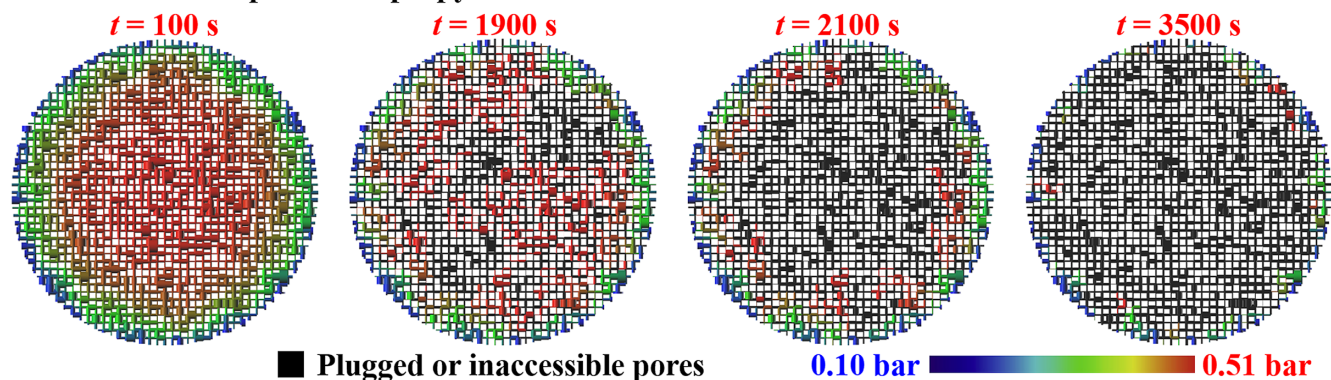 t = 100 s
t = 1900 s
t = 2100 s
t = 3500 s
Plugged or inaccessible pores
0.10 bar
0.51 bar